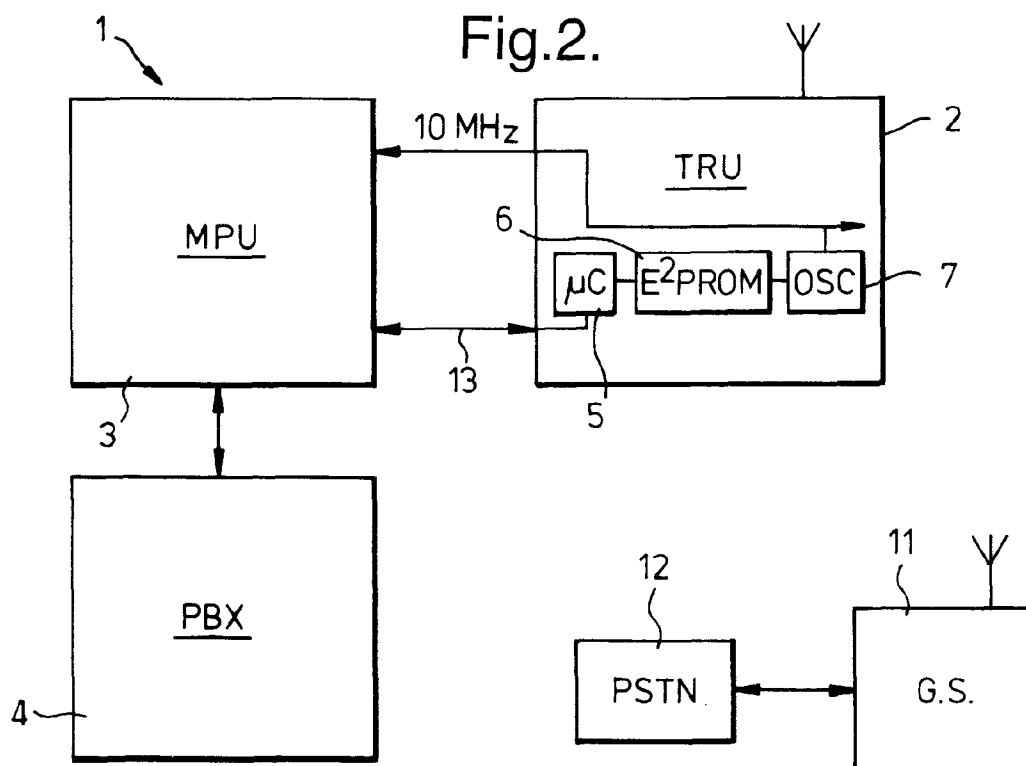 Fig.2.
1
10 MHz
2
TRU
MPU
6
µC
E²PROM
OSC
7
13
5
3
PBX
4
12
PSTN
11
G.S.